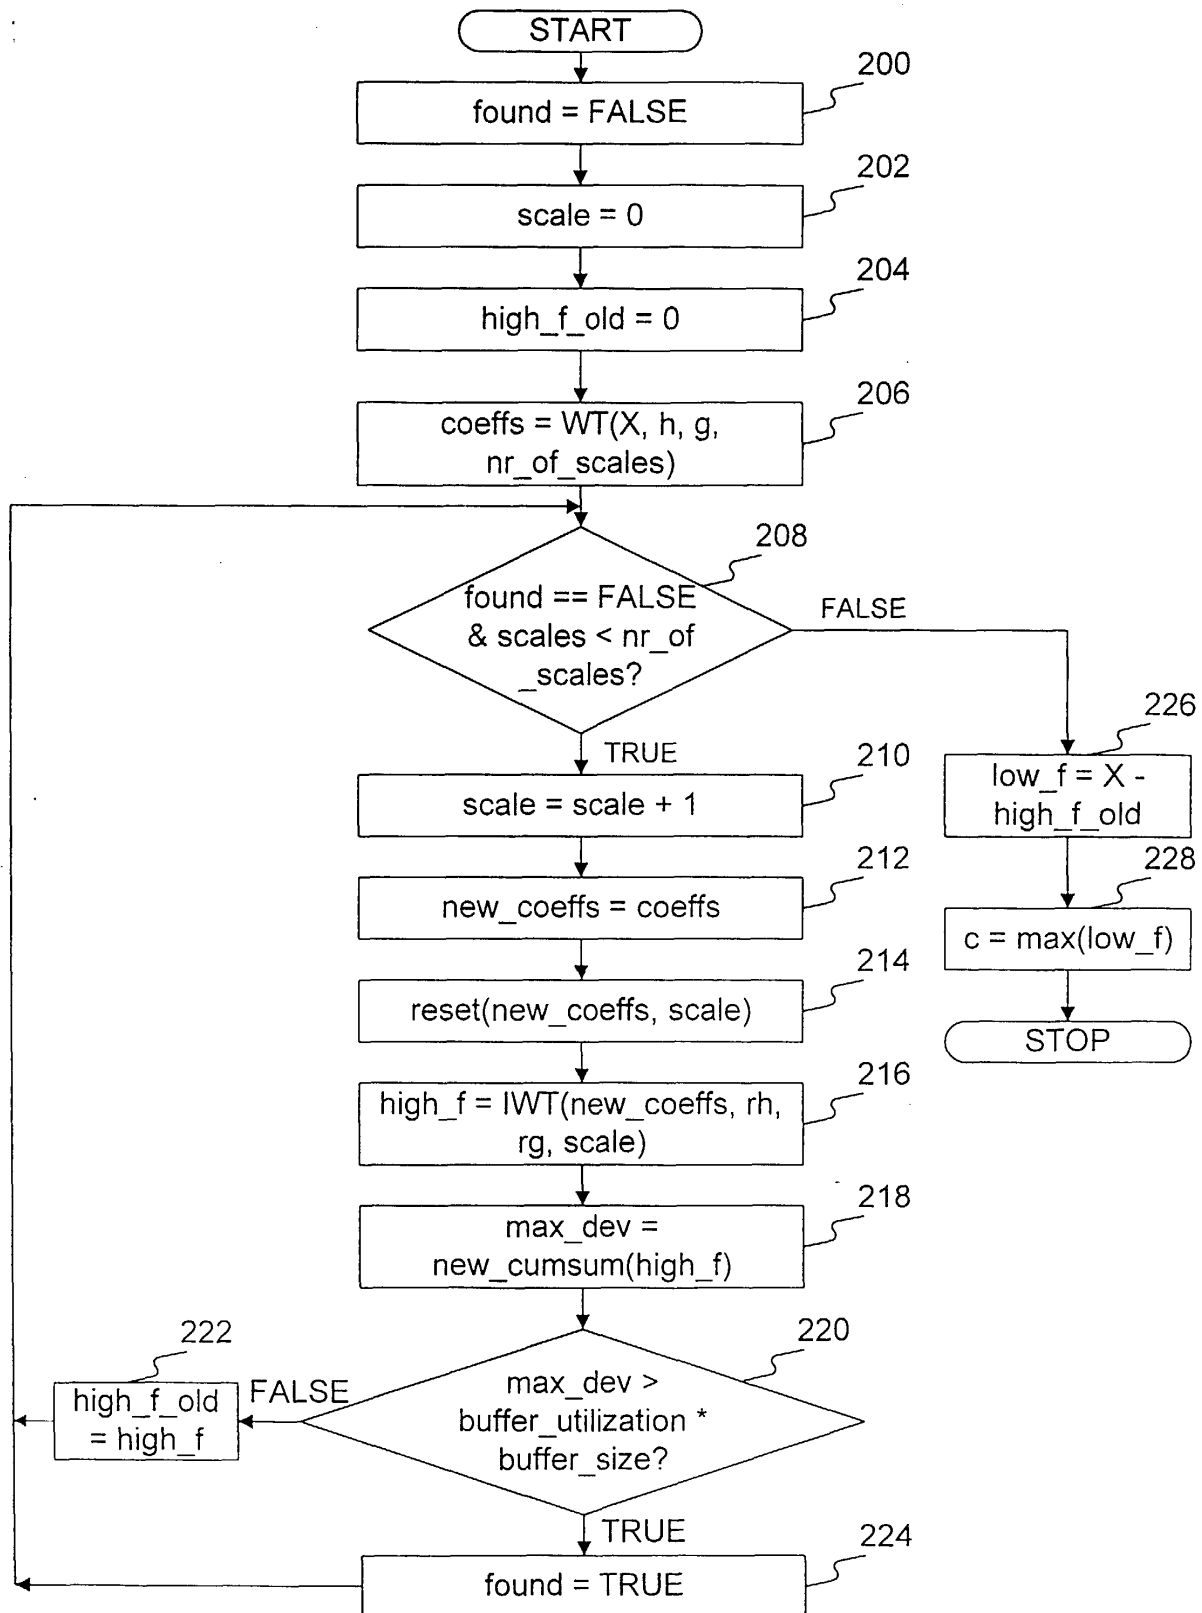 START
200
found = FALSE
202
scale = 0
204
high_f_old = 0
206
coeffs = WT(X, h, g,
nr_of_scales)
208
found == FALSE
& scales < nr_of
_scales?
FALSE
TRUE
226
low_f = X -
high_f_old
210
scale = scale + 1
228
c = max(low_f)
212
new_coeffs = coeffs
STOP
214
reset(new_coeffs, scale)
216
high_f = IWT(new_coeffs, rh,
rg, scale)
218
max_dev =
new_cumsum(high_f)
220
max_dev >
buffer_utilization *
buffer_size?
222
FALSE
high_f_old
= high_f
TRUE
224
found = TRUE